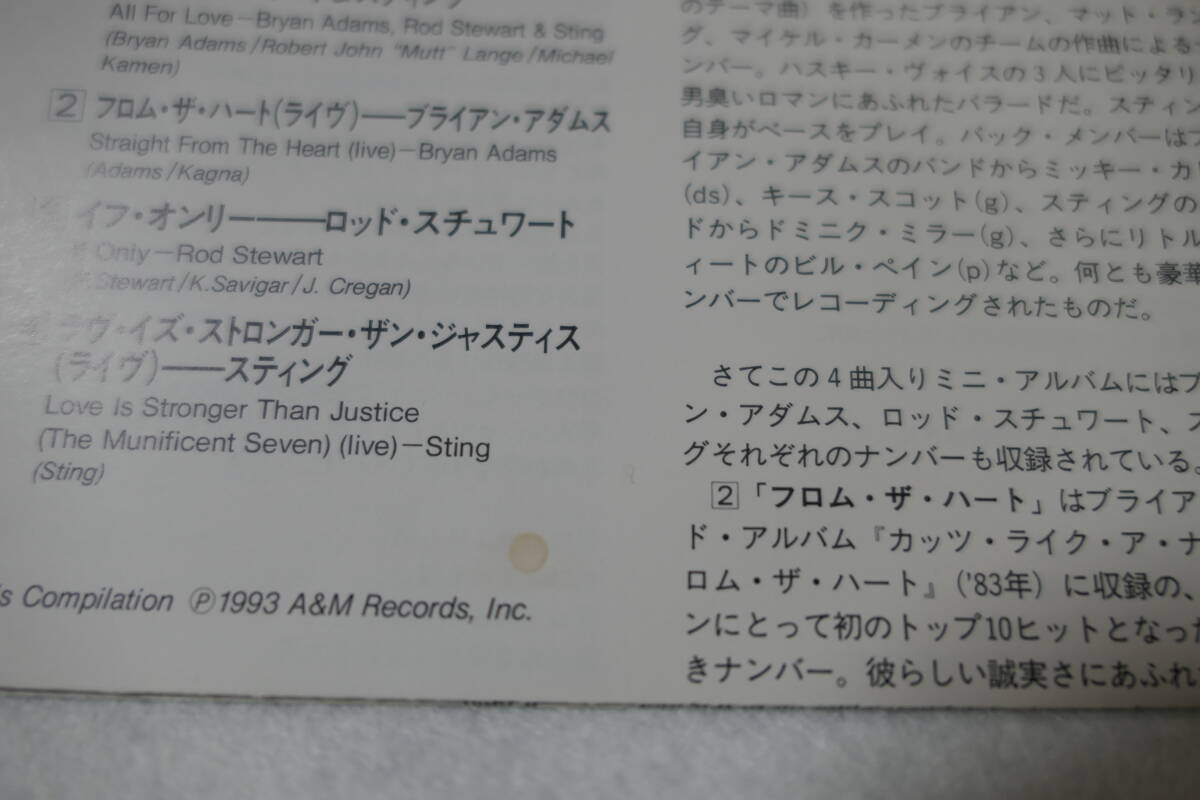 スティング
All For Love−Bryan Adams, Rod Stewart & Sting
(Bryan Adams/Robert John "Mutt" Lange/Michael
Kamen)
2 フロム・ザ・ハート(ライヴ)――ブライアン・アダムス
Straight From The Heart (live)−Bryan Adams
(Adams/Kagna)
イフ・オンリー――ロッド・スチュワート
Only−Rod Stewart
Stewart/K.Savigar/J. Cregan)
ラヴ・イズ・ストロンガー・ザン・ジャスティス
(ライヴ)――スティング
Love Is Stronger Than Justice
(The Munificent Seven) (live)−Sting
(Sting)
's Compilation Ⓟ1993 A&M Records, Inc.
のテーマ曲) を作ったブライアン、マット・ラン
グ、マイケル・カーメンのチームの作曲による
ンバー。ハスキー・ヴォイスの3人にピッタリ
男臭いロマンにあふれたバラードだ。スティン
自身がベースをプレイ。バック・メンバーは
イアン・アダムスのバンドからミッキー・カ
(ds)、キース・スコット(g)、スティングの
ドからドミニク・ミラー(g)、さらにリトル
ィートのビル・ペイン(p)など。何とも豪華
ンバーでレコーディングされたものだ。
さてこの4曲入りミニ・アルバムにはブ
ン・アダムス、ロッド・スチュワート、ス
グそれぞれのナンバーも収録されている。
2「フロム・ザ・ハート」はブライア
ド・アルバム『カッツ・ライク・ア・ナ
ロム・ザ・ハート』('83年) に収録の、
ンにとって初のトップ10ヒットとなった
きナンバー。彼らしい誠実さにあふれ